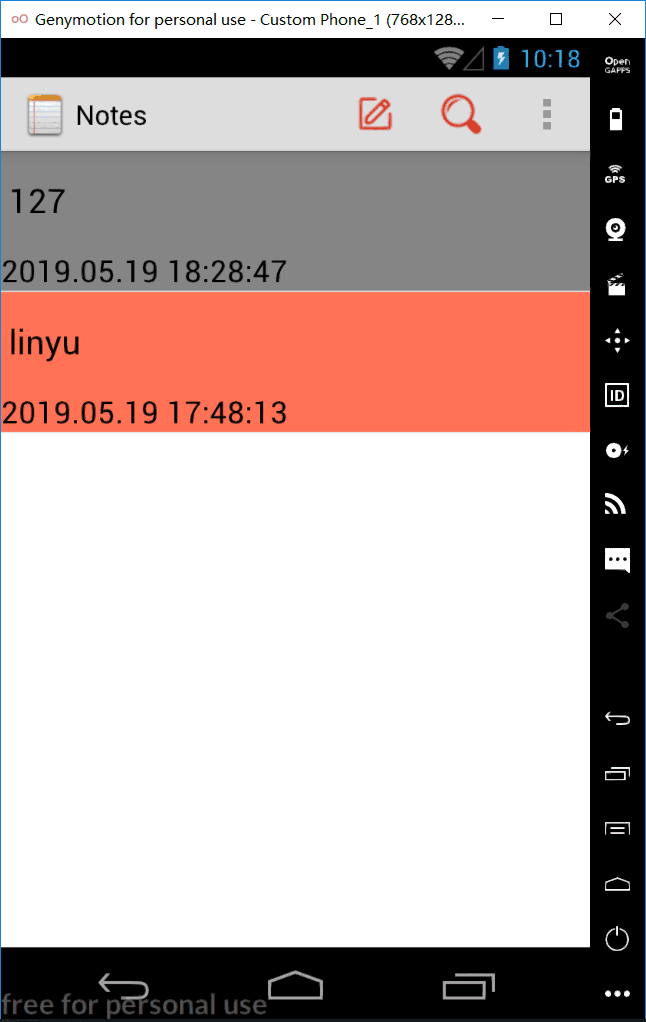 Genymotion for personal use - Custom Phone_1 (768x128...
10:18
Open
GAPPS
Notes
GPS
127
2019.05.19 18:28:47
linyu
2019.05.19 17:48:13
ID
free for personal use